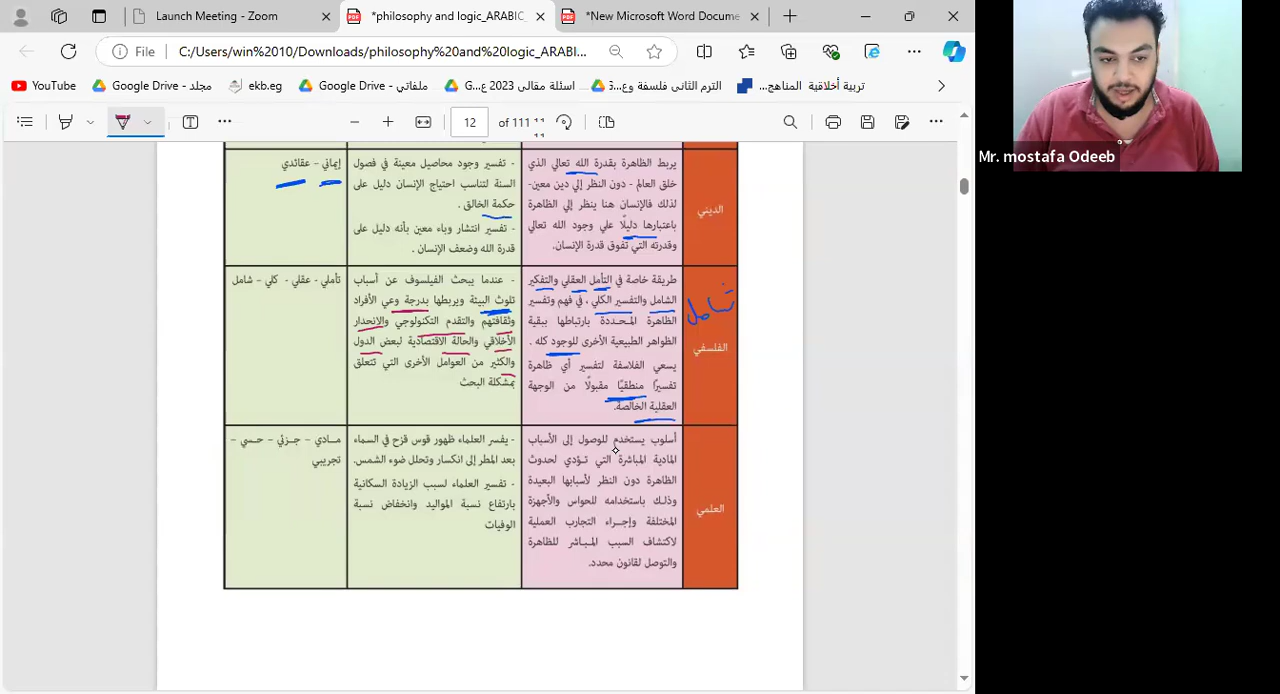 Launch Meeting - Zoom
*philosophy and logic_ARABIC_
*New Microsoft Word Docume
File
C:/Users/win%2010/Downloads/philosophy%20and%20logic_ARABI...
YouTube
Google Drive - مجلد
ekb.eg
Google Drive - ملفاتي
اسئلة مقالى 2023 ع...G
الترم الثانى فلسفة وع...
تربية أخلاقية المناهج...
12
of 111
Mr. mostafa Odeeb
الديني
يربط الظاهرة بقدرة الله تعالي الذي
خلق العالم - دون النظر إلي دين معين-
لذلك فالإنسان هنا ينظر إلي الظاهرة
باعتبارها دليلًا علي وجود الله تعالي
وقدرته التي تفوق قدرة الإنسان.
- تفسير وجود محاصيل معينة في فصول
السنة لتناسب احتياج الإنسان دليل على
حكمة الخالق .
- تفسير انتشار وباء معين بأنه دليل على
قدرة الله وضعف الإنسان .
إيماني - عقائدي
شامل
الفلسفي
طريقة خاصة في التأمل العقلي والتفكير
الشامل والتفسير الكلي ، في فهم وتفسير
الظاهرة المحددة بارتباطها ببقية
الظواهر الطبيعية الأخرى للوجود كله .
يسعي الفلاسفة لتفسير أي ظاهرة
تفسيرًا منطقيًا مقبولًا من الوجهة
العقلية الخالصة.
- عندما يبحث الفيلسوف عن أسباب
تلوث البيئة ويربطها بدرجة وعي الأفراد
وثقافتهم والتقدم التكنولوجي والانحدار
الأخلاقي والحالة الاقتصادية لبعض الدول
والكثير من العوامل الأخرى التي تتعلق
بمشكلة البحث
تأملي - عقلي - كلي - شامل
العلمي
أسلوب يستخدم للوصول إلى الأسباب
المادية المباشرة التي تؤدي لحدوث
الظاهرة دون النظر لأسبابها البعيدة
وذلك باستخدامه للحواس والأجهزة
المختلفة وإجراء التجارب العملية
لاكتشاف السبب المباشر للظاهرة
والتوصل لقانون محدد.
- يفسر العلماء ظهور قوس قزح في السماء
بعد المطر إلى انكسار وتحلل ضوء الشمس.
- تفسير العلماء لسبب الزيادة السكانية
بارتفاع نسبة المواليد وانخفاض نسبة
الوفيات
مادي - جزئي - حسي -
تجريبي